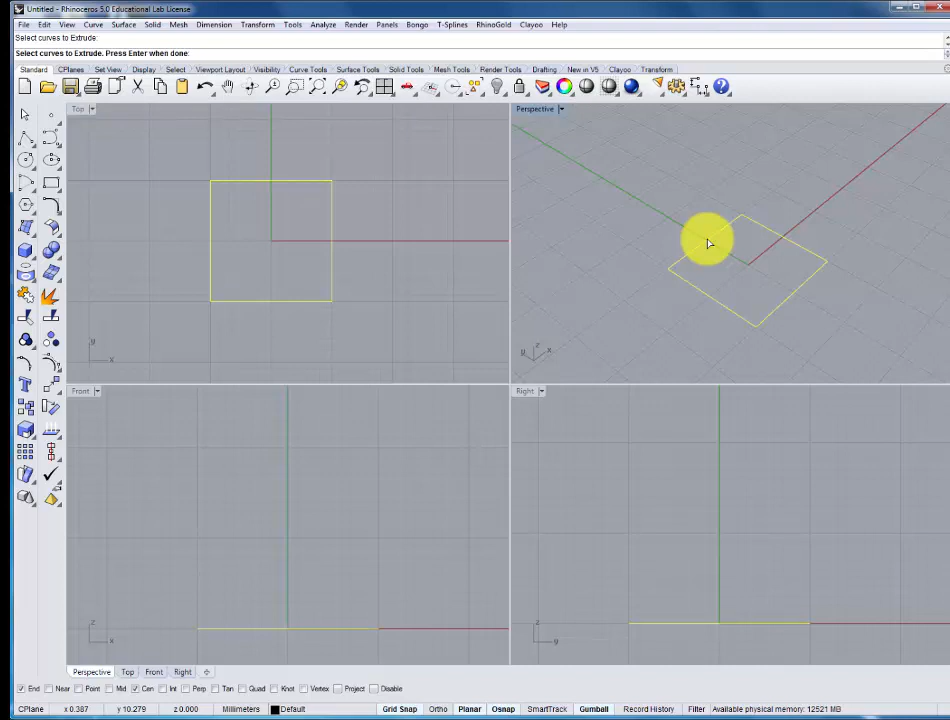 Untitled - Rhinoceros 5.0 Educational Lab License
File Edit View Curve Surface Solid Mesh Dimension Transform Tools Analyze Render Panels Bongo T-Splines RhinoGold Clayoo Help
Select curves to Extrude:
Select curves to Extrude. Press Enter when done:
Standard CPlanes Set View Display Select Viewport Layout Visibility Curve Tools Surface Tools Solid Tools Mesh Tools Render Tools Drafting New in V5 Clayoo Transform
Top
Perspective
y
x
z
y x
Front
Right
z
x
z
y
Perspective Top Front Right
End Near Point Mid Cen Int Perp Tan Quad Knot Vertex Project Disable
CPlane x 0.387 y 10.279 z 0.000 Millimeters Default Grid Snap Ortho Planar Osnap SmartTrack Gumball Record History Filter Available physical memory: 12521 MB